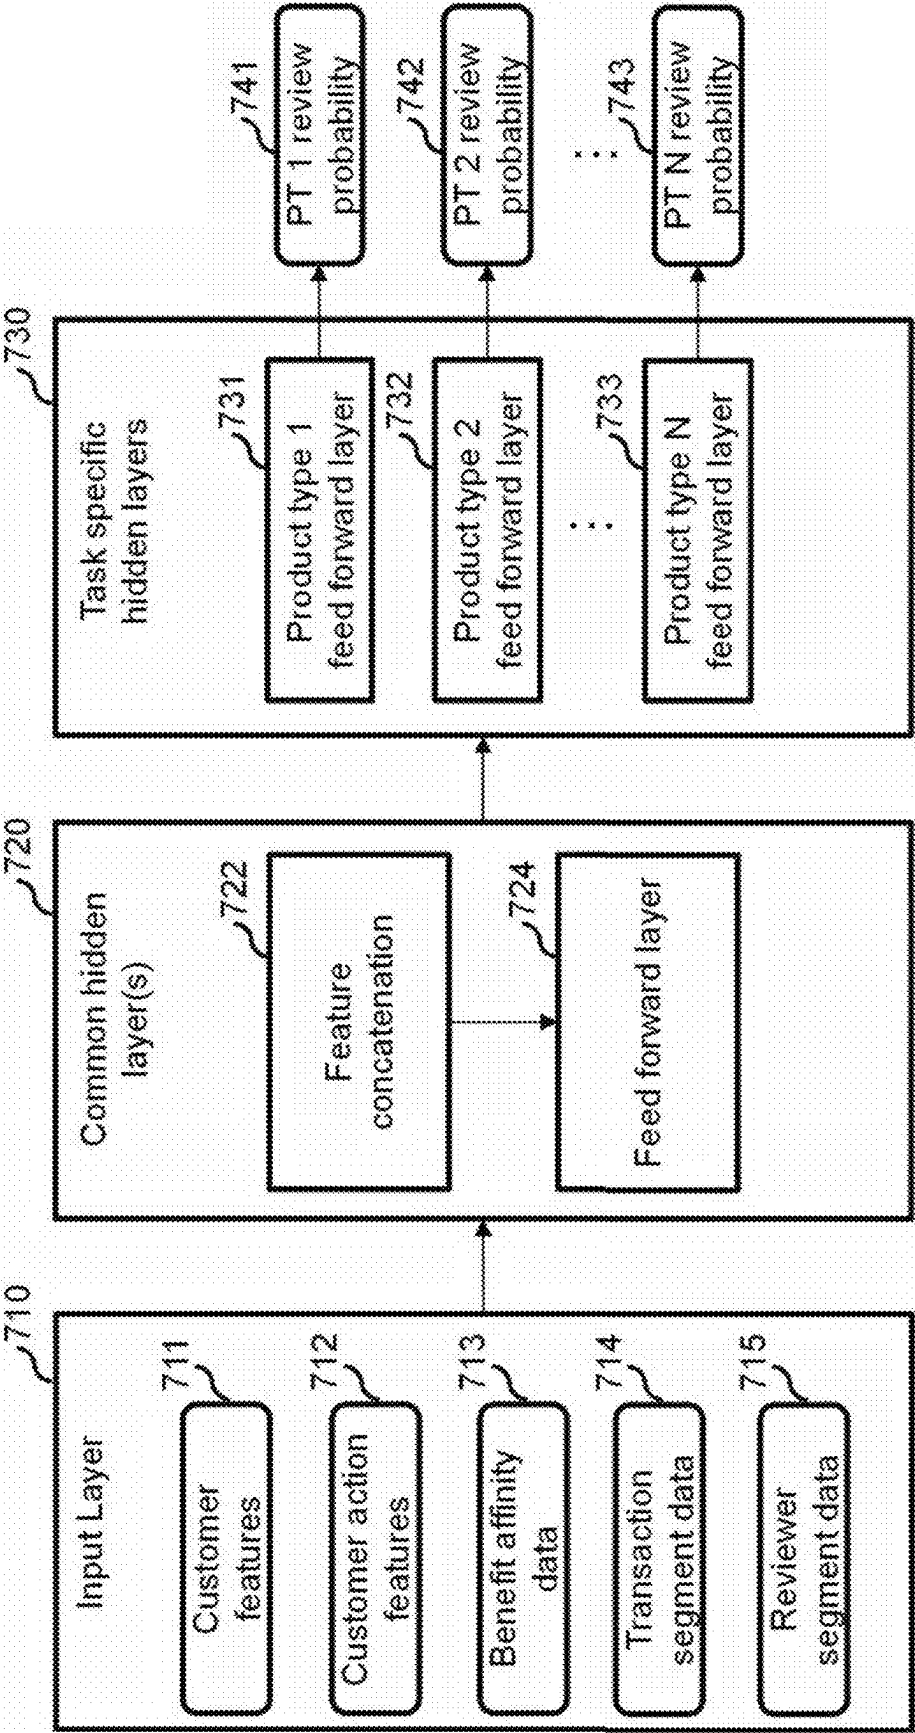 710
Input Layer
711
Customer
features
712
Customer action
features
713
Benefit affinity
data
714
Transaction
segment data
715
Reviewer
segment data
720
Common hidden
layer(s)
722
Feature
concatenation
724
Feed forward layer
730
Task specific
hidden layers
731
Product type 1
feed forward layer
732
Product type 2
feed forward layer
733
Product type N
feed forward layer
741
PT 1 review
probability
742
PT 2 review
probability
743
PT N review
probability